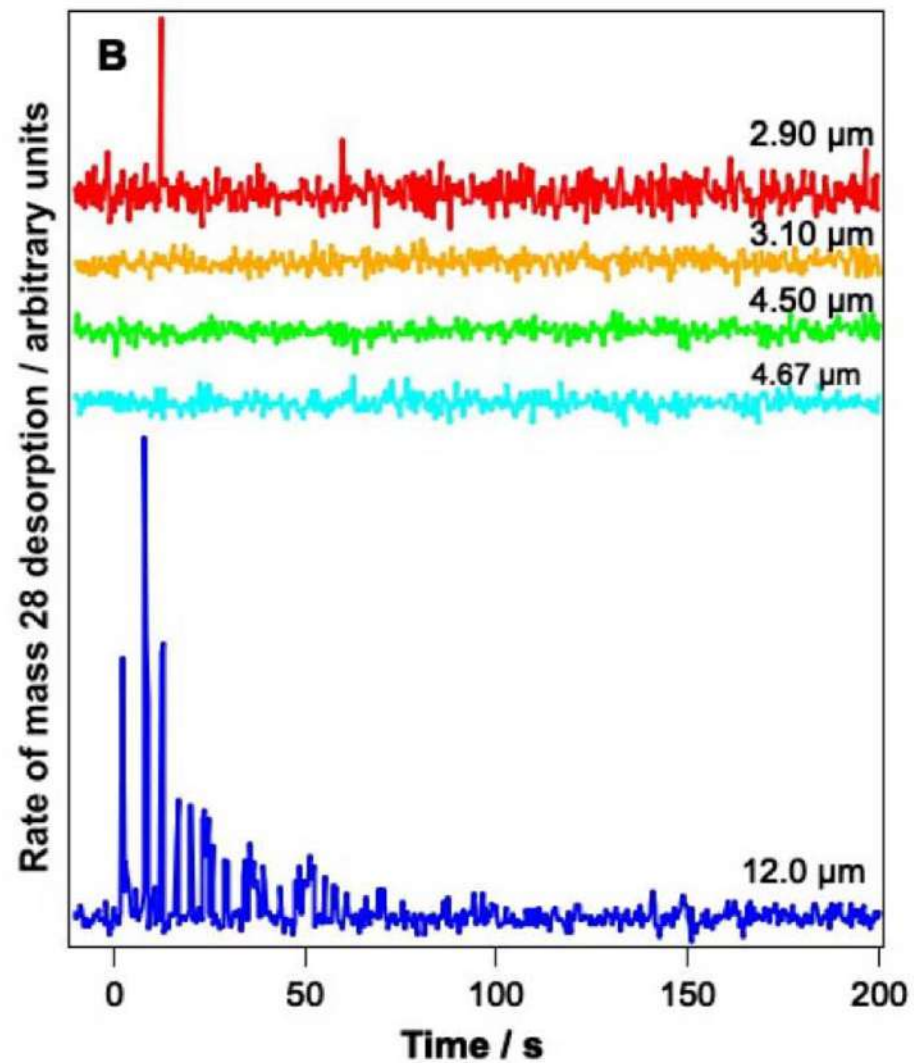 B
Rate of mass 28 desorption / arbitrary units
2.90 μm
3.10 μm
4.50 μm
4.67 μm
12.0 μm
0 50 100 150 200
Time / s